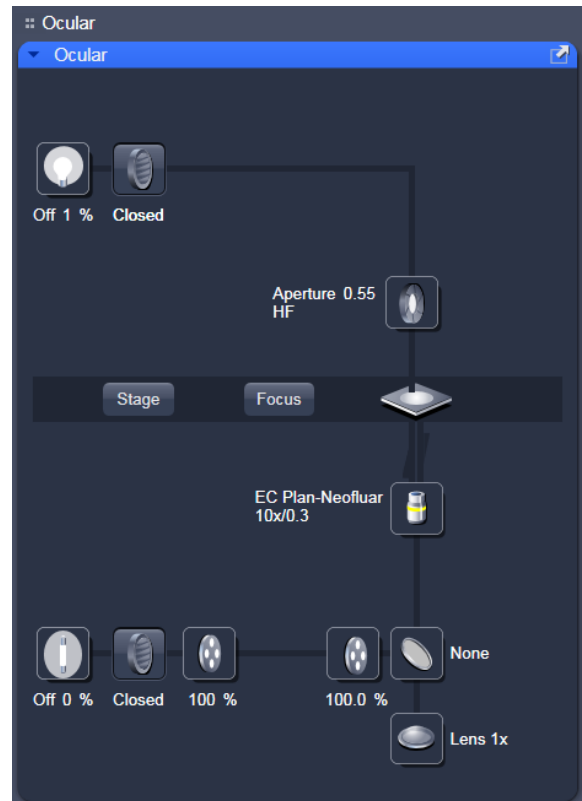 Ocular
Ocular
Off 1 %
Closed
Aperture 0.55
HF
Stage
Focus
EC Plan-Neofluar
10x/0.3
None
Off 0 %
Closed
100 %
100.0 %
Lens 1x